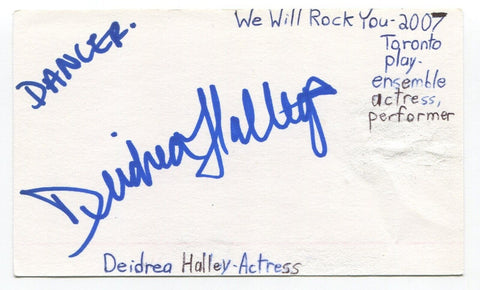 DANCER.
We Will Rock You-2007
Toronto
play-
ensemble
actress,
performer
Deidrea Halley
Deidrea Halley-Actress